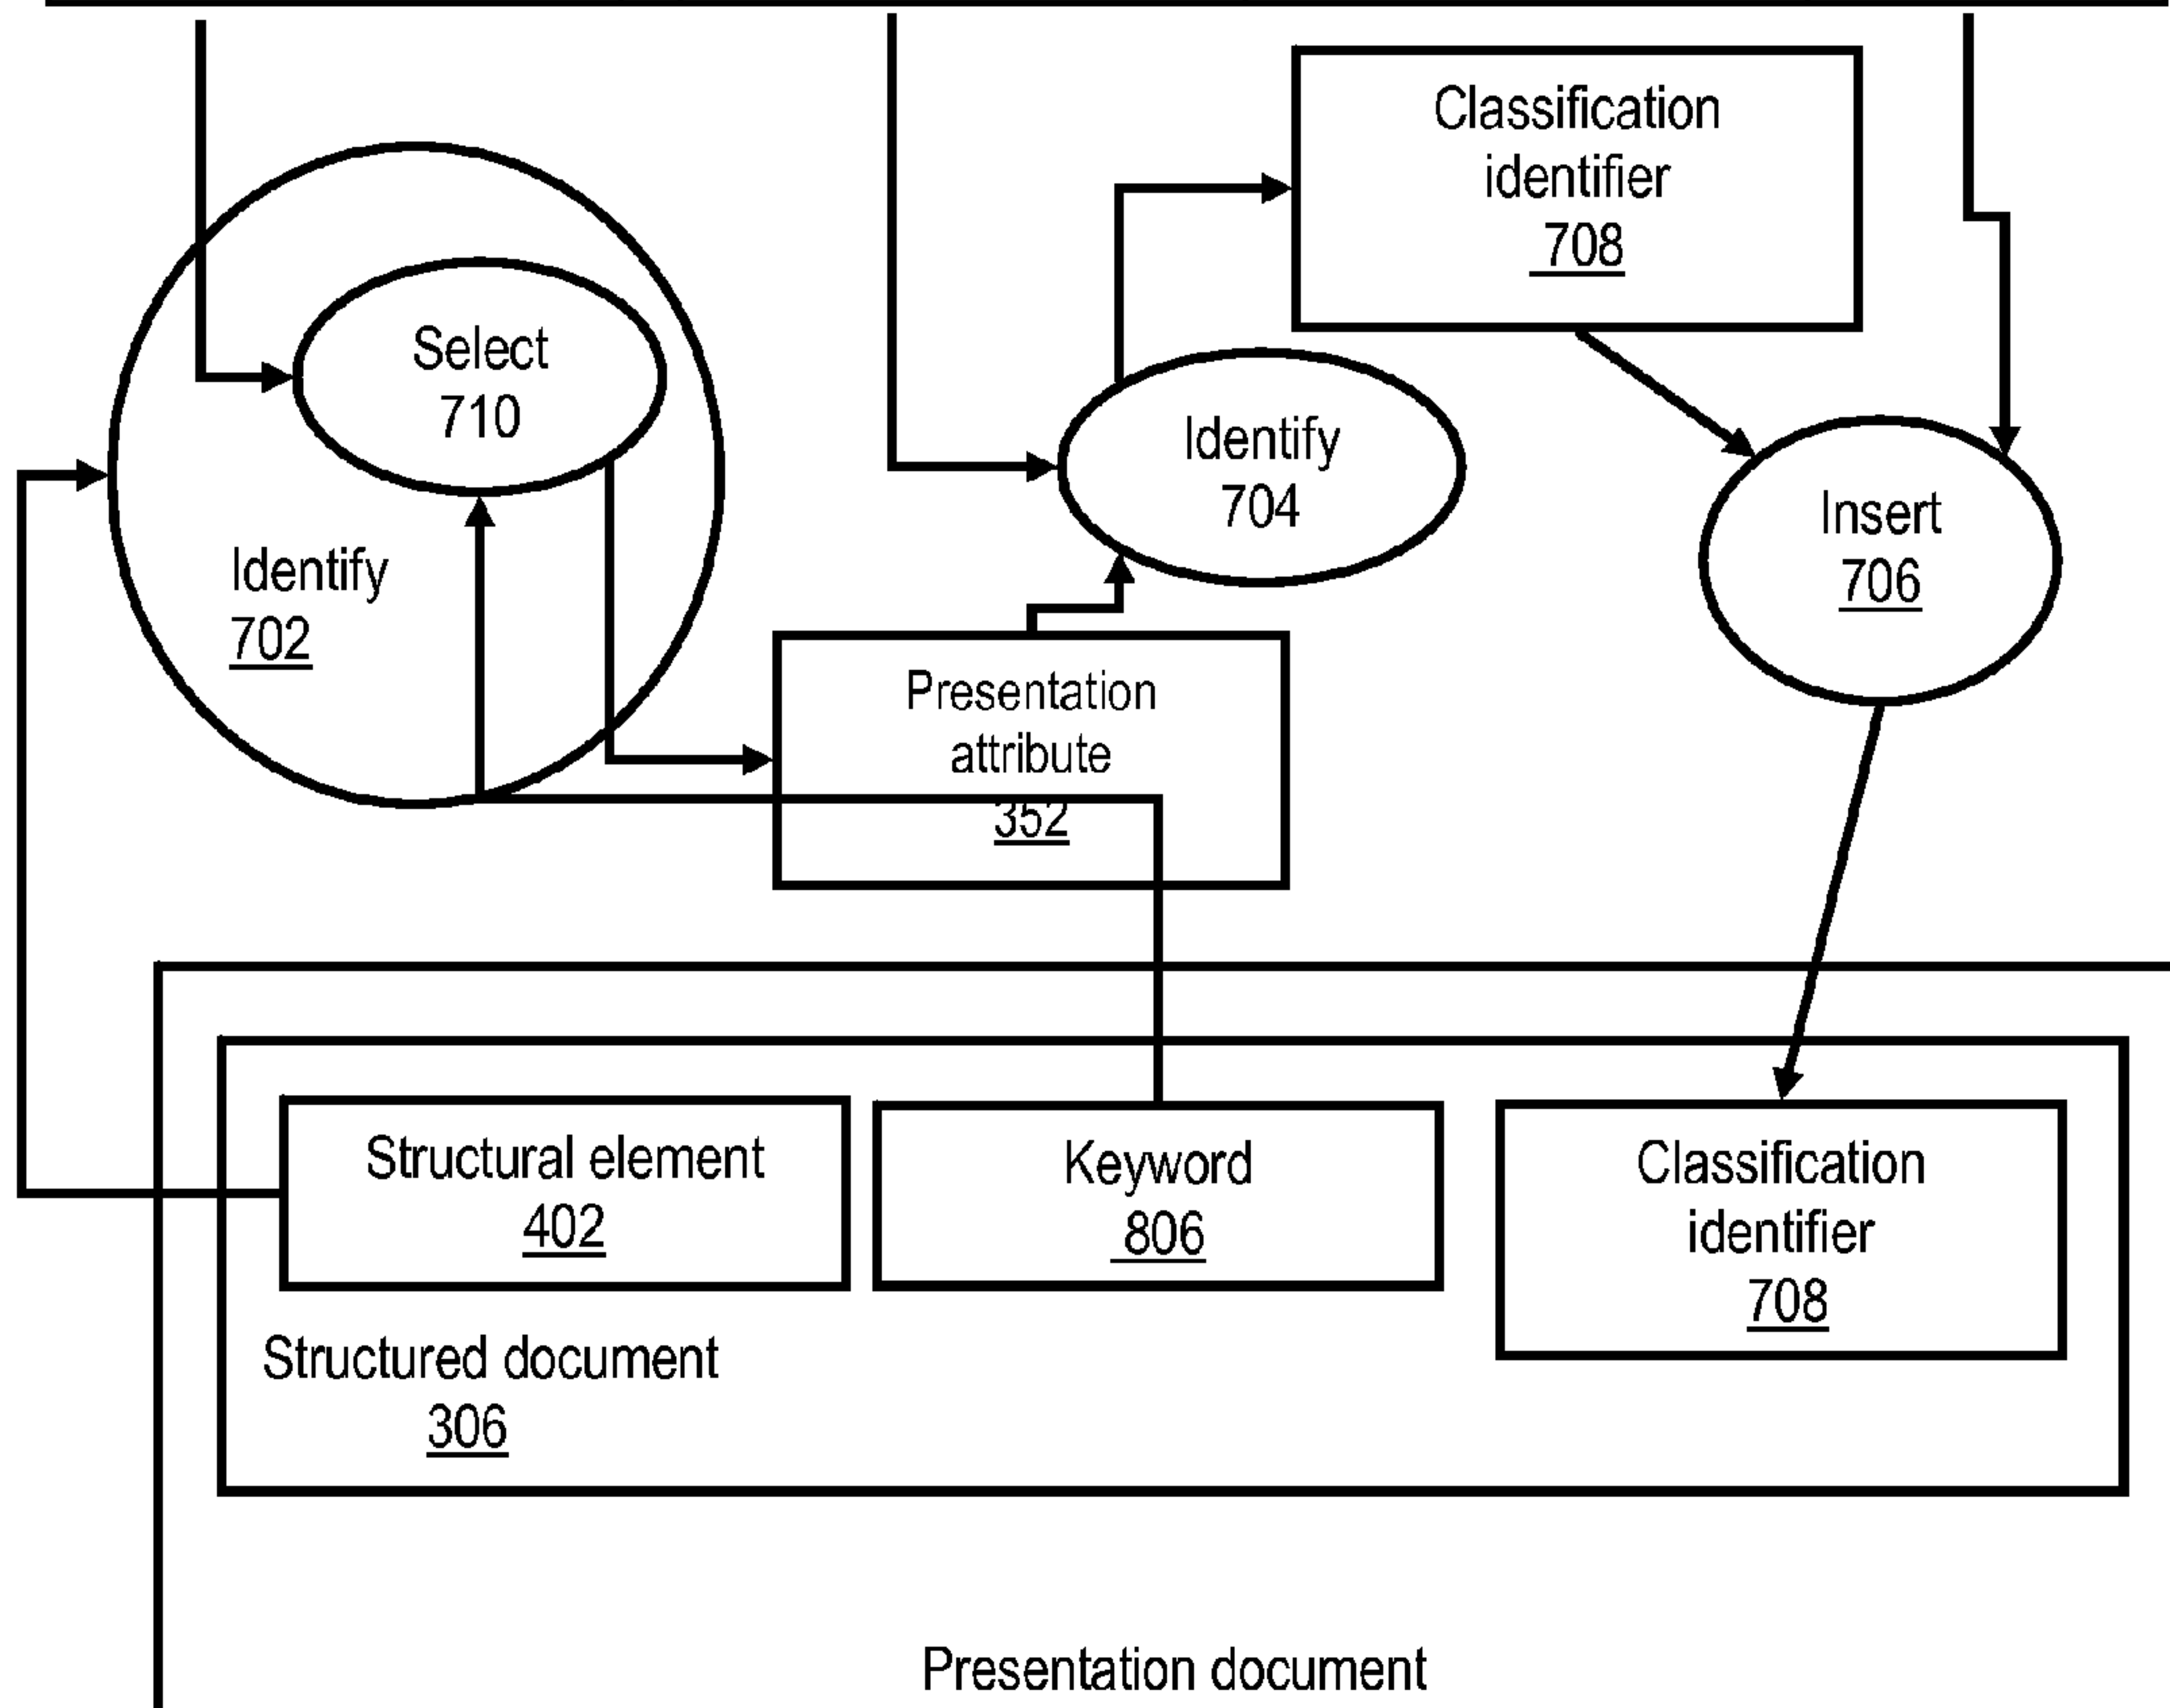 Classification
identifier
708
Select
710
Identify
704
Insert
706
Identify
702
Presentation
attribute
352
Structural element
402
Keyword
806
Classification
identifier
708
Structured document
306
Presentation document